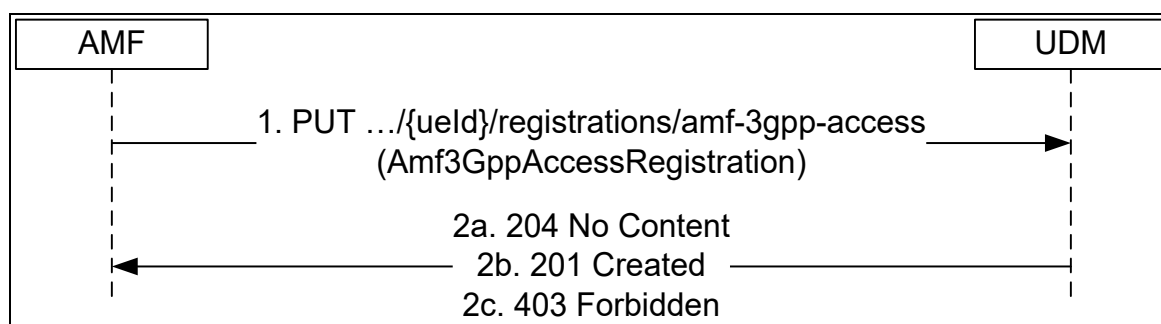 AMF
UDM
1. PUT …/{ueId}/registrations/amf-3gpp-access
(Amf3GppAccessRegistration)
2a. 204 No Content
2b. 201 Created
2c. 403 Forbidden